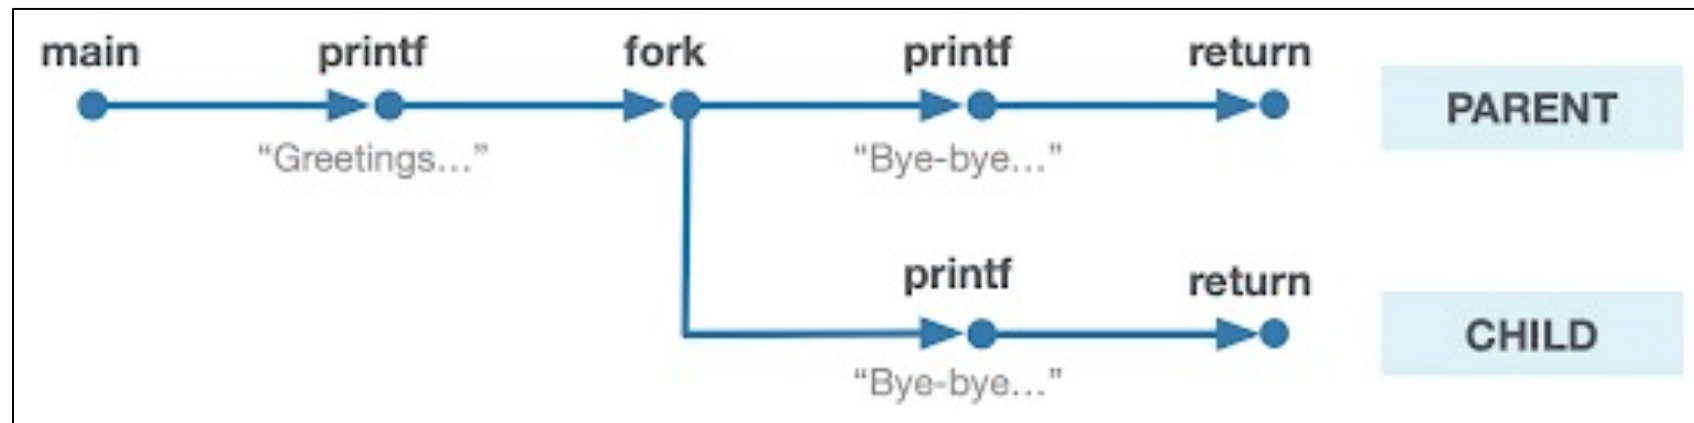 main printf fork printf return
PARENT
“Greetings...” “Bye-bye...”
printf return
CHILD
“Bye-bye...”